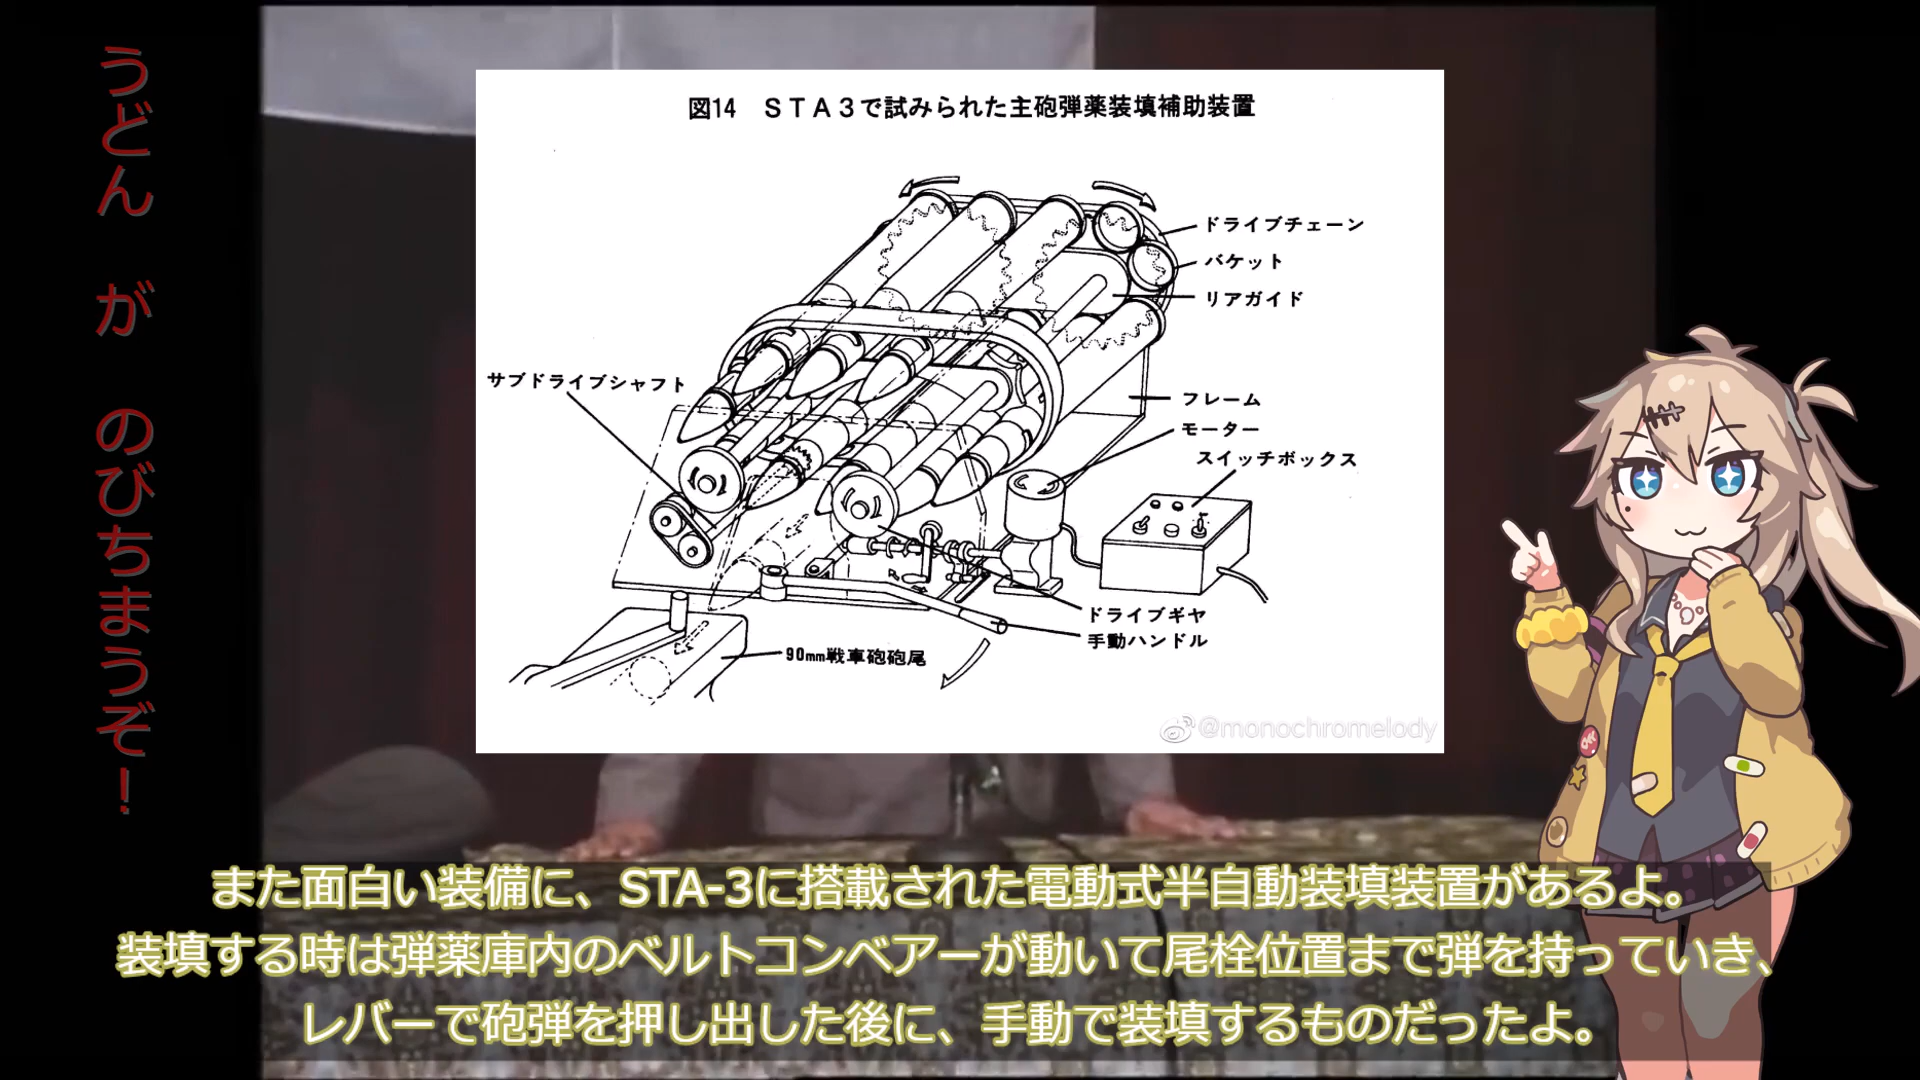 うどん が のびちまうぞ！
図14 STA3で試みられた主砲弾薬装填補助装置
ドライブチェーン
バケット
リアガイド
サブドライブシャフト
フレーム
モーター
スイッチボックス
ドライブギヤ
手動ハンドル
90mm戦車砲砲尾
@monochromelody
また面白い装備に、STA-3に搭載された電動式半自動装填装置があるよ。
装填する時は弾薬庫内のベルトコンベアーが動いて尾栓位置まで弾を持っていき、
レバーで砲弾を押し出した後に、手動で装填するものだったよ。